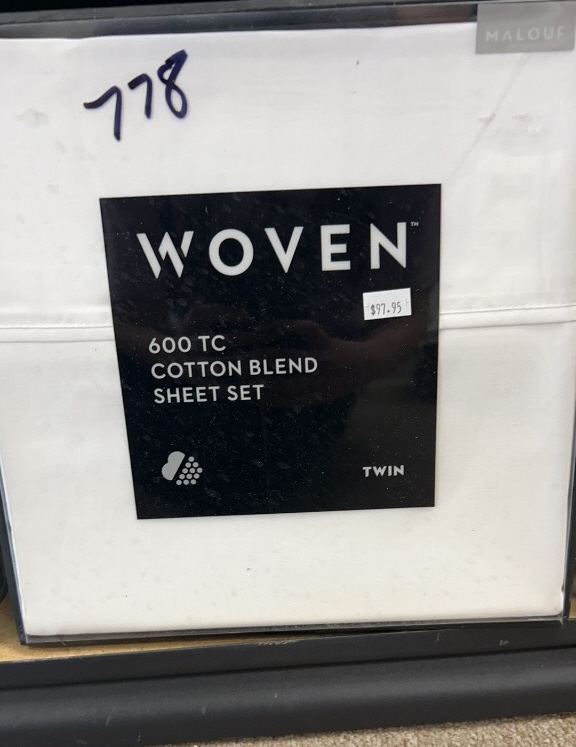 MALOUF
778
WOVEN™
$97.95
600 TC
COTTON BLEND
SHEET SET
TWIN